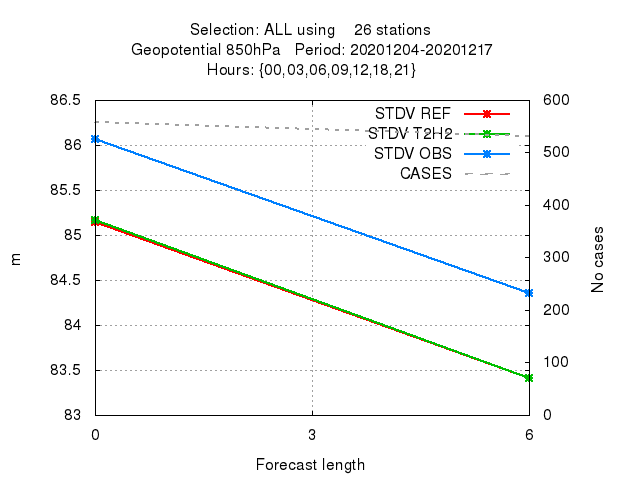 Selection: ALL using    26 stations
Geopotential 850hPa   Period: 20201204-20201217
Hours: {00,03,06,09,12,18,21}
86.5
86
85.5
85
84.5
84
83.5
83
m
STDV REF
STDV T2H2
STDV OBS
CASES
600
500
400
300
200
100
0
No cases
0 3 6
Forecast length